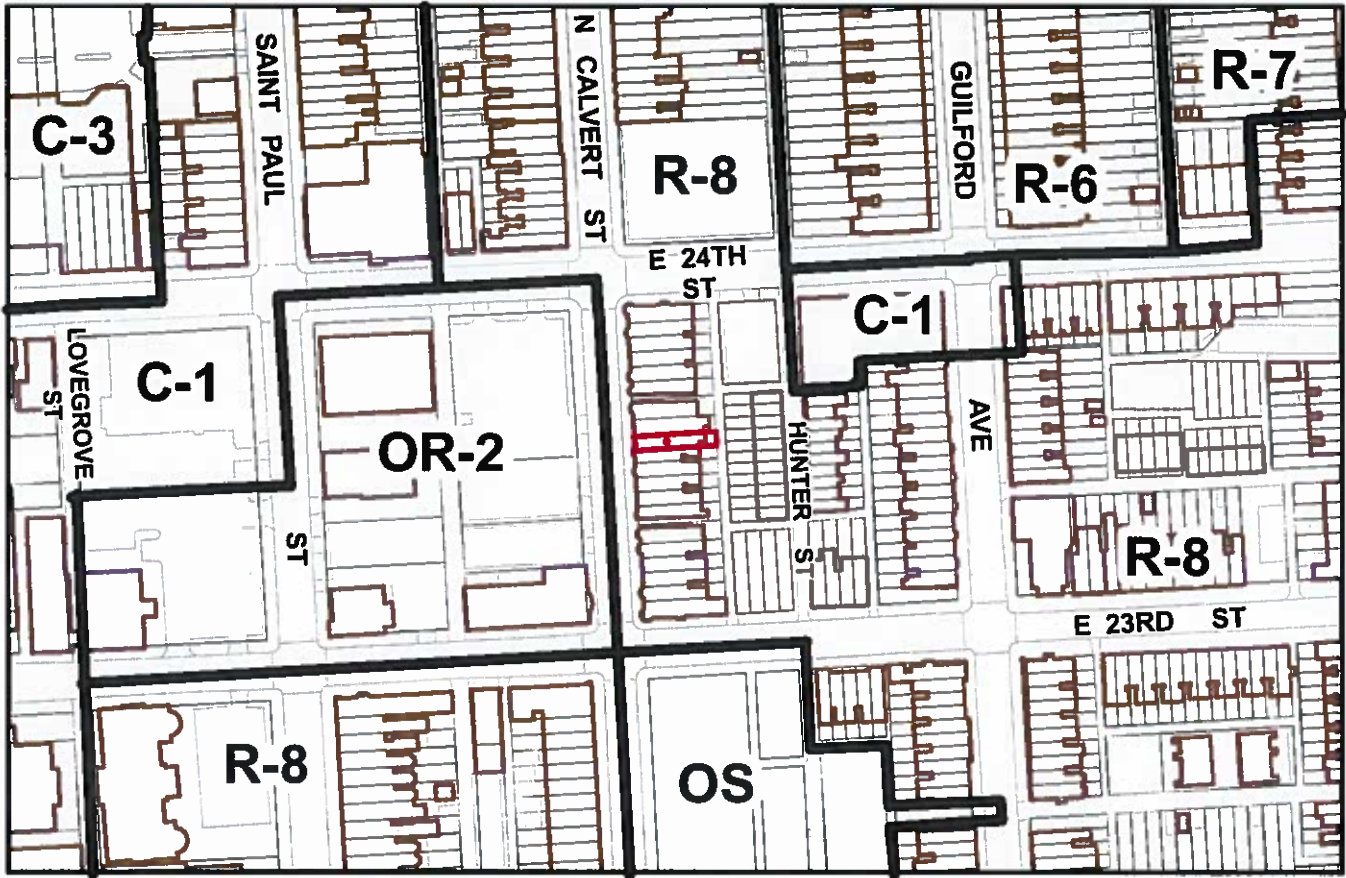 C-3
SAINT PAUL
N CALVERT ST
R-8
GUILFORD
R-6
R-7
E 24TH
ST
C-1
C-1
LOVEGROVE
ST
OR-2
HUNTER ST
AVE
ST
R-8
E 23RD ST
R-8
OS